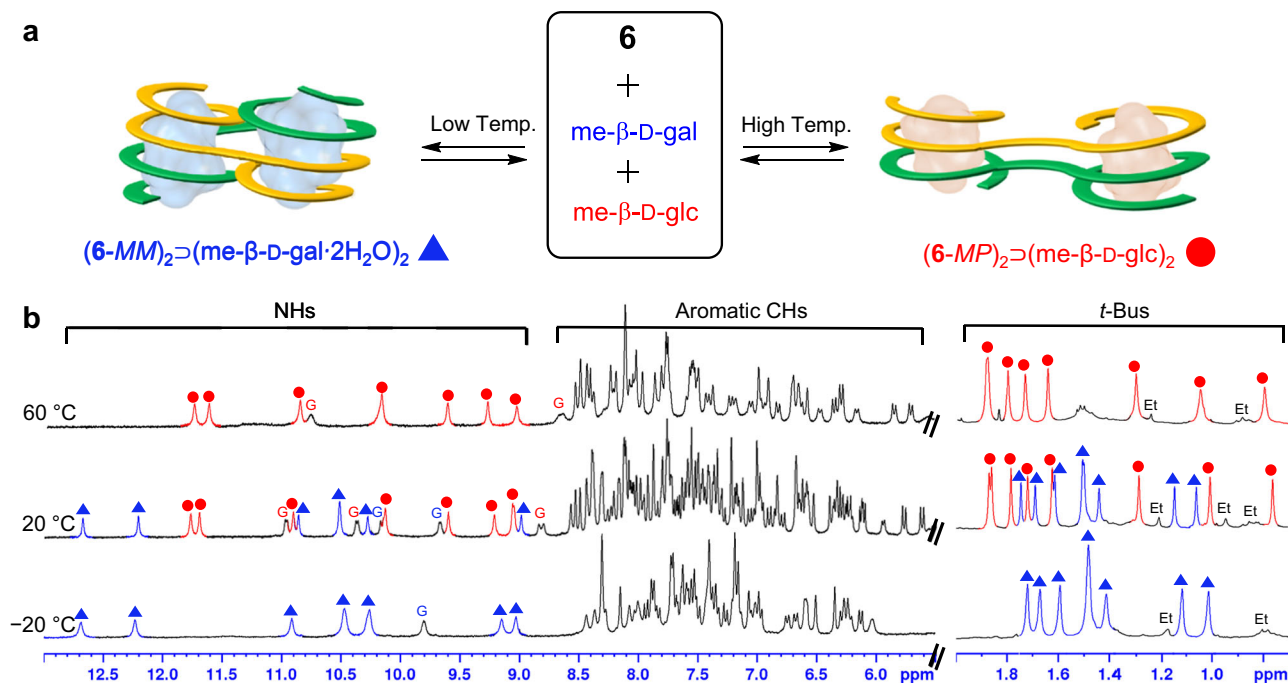 a
6
+
me-β-D-gal
+
me-β-D-glc
Low Temp.
High Temp.
(6-MM)₂⊃(me-β-D-gal·2H₂O)₂
(6-MP)₂⊃(me-β-D-glc)₂
b
NHs
Aromatic CHs
t-Bus
60 °C
G
G
Et
Et
20 °C
G
G
G
G
G
Et
Et
Et
−20 °C
G
Et
Et
12.5 12.0 11.5 11.0 10.5 10.0 9.5 9.0 8.5 8.0 7.5 7.0 6.5 6.0 ppm 1.8 1.6 1.4 1.2 1.0 ppm